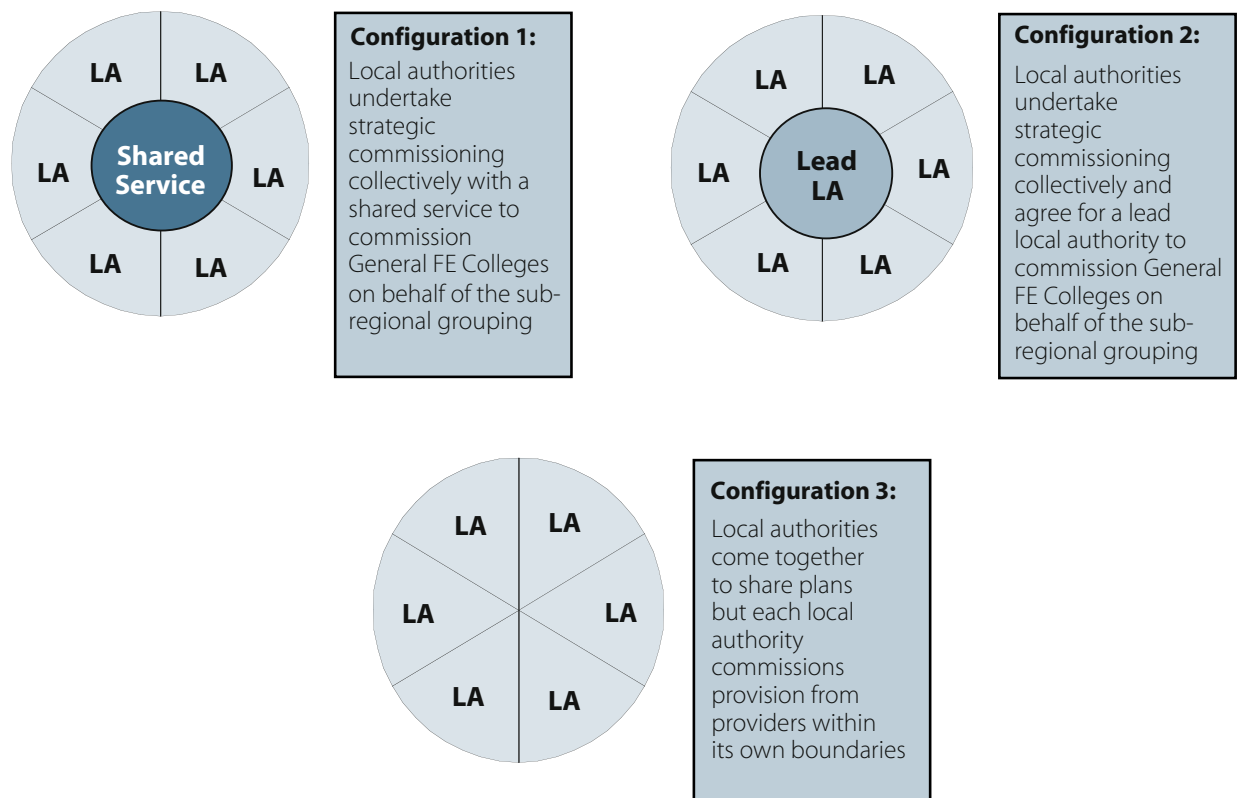 LA
LA
LA
Shared
Service
LA
LA
LA
Configuration 1:
Local authorities
undertake
strategic
commissioning
collectively with a
shared service to
commission
General FE Colleges
on behalf of the sub-
regional grouping
LA
LA
LA
Lead
LA
LA
LA
LA
Configuration 2:
Local authorities
undertake
strategic
commissioning
collectively and
agree for a lead
local authority to
commission General
FE Colleges on
behalf of the sub-
regional grouping
LA
LA
LA
LA
LA
LA
Configuration 3:
Local authorities
come together
to share plans
but each local
authority
commissions
provision from
providers within
its own boundaries